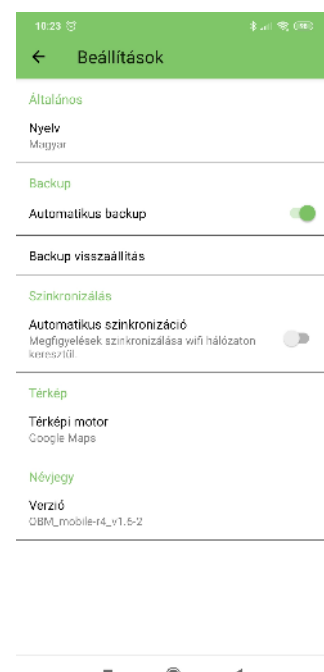 10:23
Beállítások
Általános
Nyelv
Magyar
Backup
Automatikus backup
Backup visszaállítás
Szinkronizálás
Automatikus szinkronizáció
Megfigyelések szinkronizálása wifi hálózaton
keresztül
Térkép
Térképi motor
Google Maps
Névjegy
Verzió
OBM_mobile-r4_v1.6-2